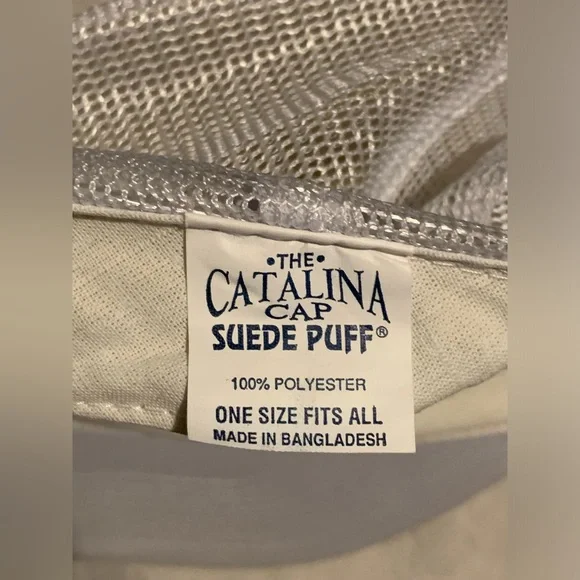 •THE•
CATALINA
CAP
SUEDE PUFF®
100% POLYESTER
ONE SIZE FITS ALL
MADE IN BANGLADESH